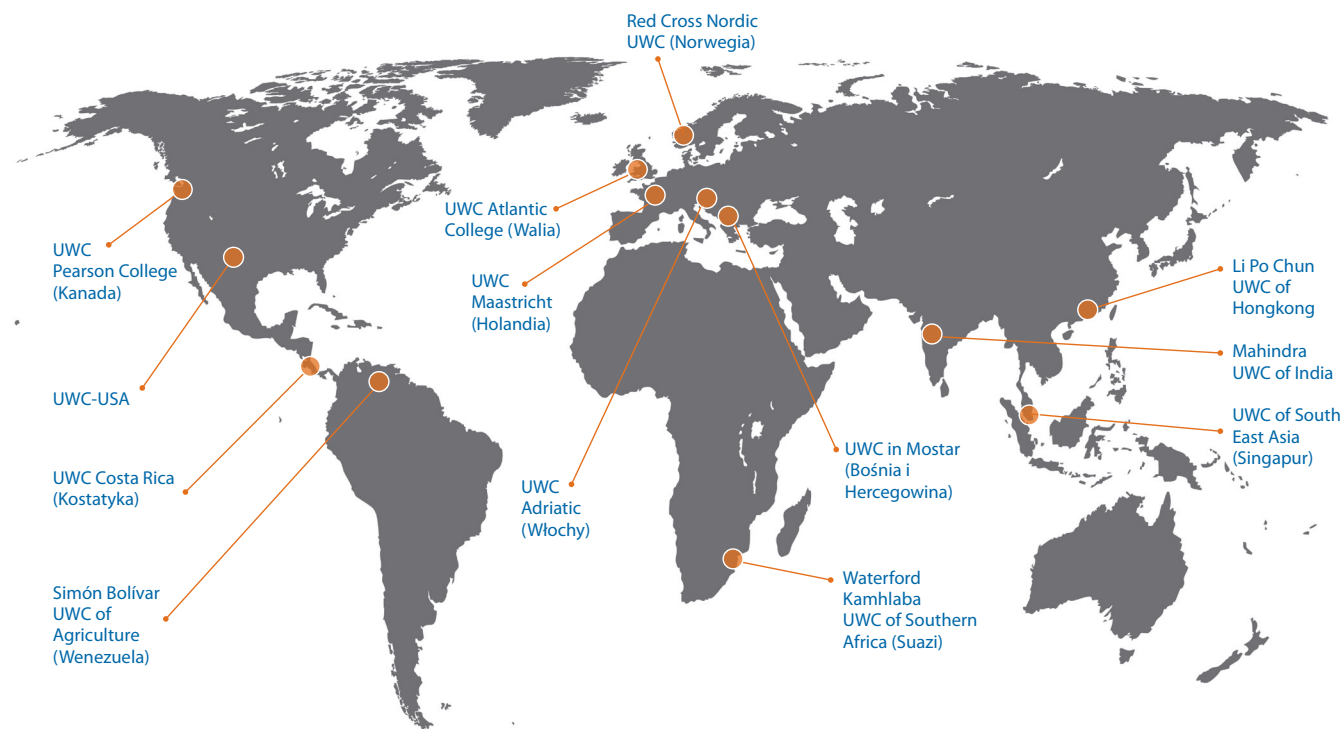 Red Cross Nordic
UWC (Norwegia)
UWC Atlantic
College (Walia)
UWC
Pearson College
(Kanada)
UWC
Maastricht
(Holandia)
Li Po Chun
UWC of
Hongkong
Mahindra
UWC of India
UWC-USA
UWC of South
East Asia
(Singapur)
UWC in Mostar
(Bośnia i
Hercegowina)
UWC Costa Rica
(Kostatyka)
UWC
Adriatic
(Włochy)
Simón Bolívar
UWC of
Agriculture
(Wenezuela)
Waterford
Kamhlaba
UWC of Southern
Africa (Suazi)